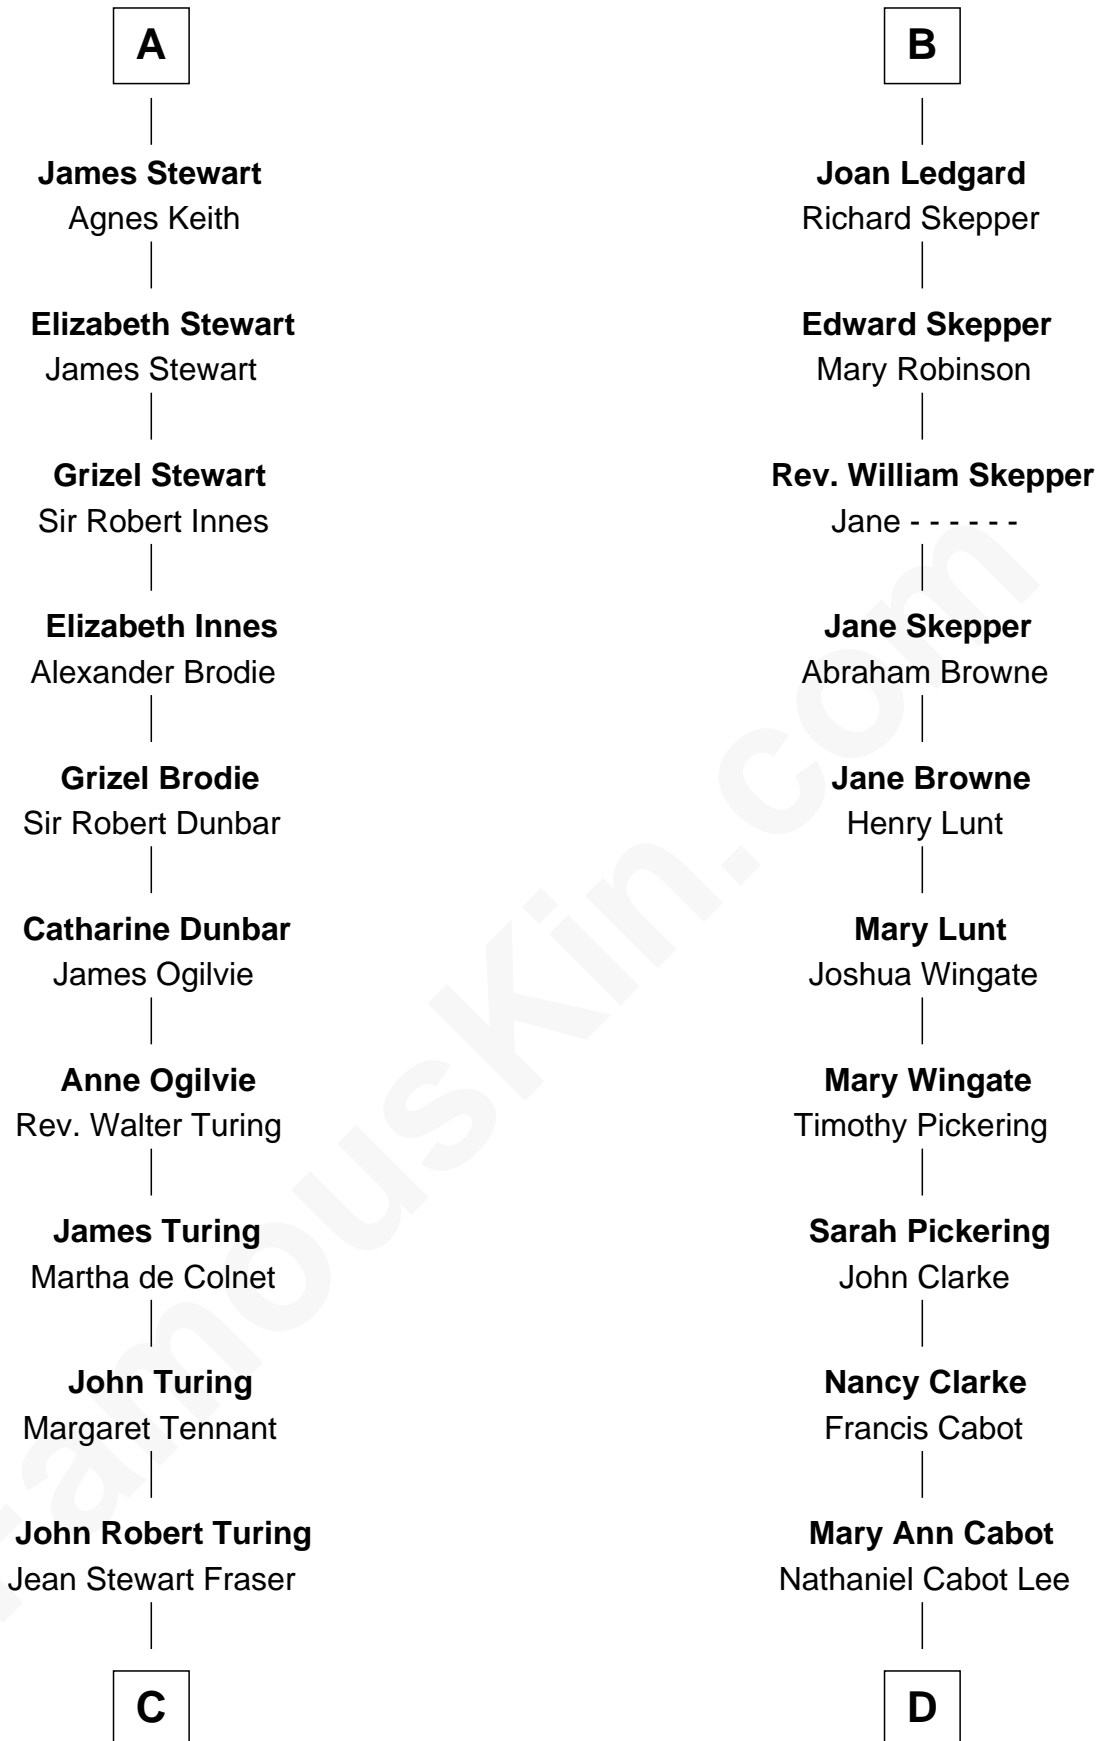 A
James Stewart
Agnes Keith
Elizabeth Stewart
James Stewart
Grizel Stewart
Sir Robert Innes
Elizabeth Innes
Alexander Brodie
Grizel Brodie
Sir Robert Dunbar
Catharine Dunbar
James Ogilvie
Anne Ogilvie
Rev. Walter Turing
James Turing
Martha de Colnet
John Turing
Margaret Tennant
John Robert Turing
Jean Stewart Fraser
C
B
Joan Ledgard
Richard Skepper
Edward Skepper
Mary Robinson
Rev. William Skepper
Jane - - - - - -
Jane Skepper
Abraham Browne
Jane Browne
Henry Lunt
Mary Lunt
Joshua Wingate
Mary Wingate
Timothy Pickering
Sarah Pickering
John Clarke
Nancy Clarke
Francis Cabot
Mary Ann Cabot
Nathaniel Cabot Lee
D
FamousKin.com